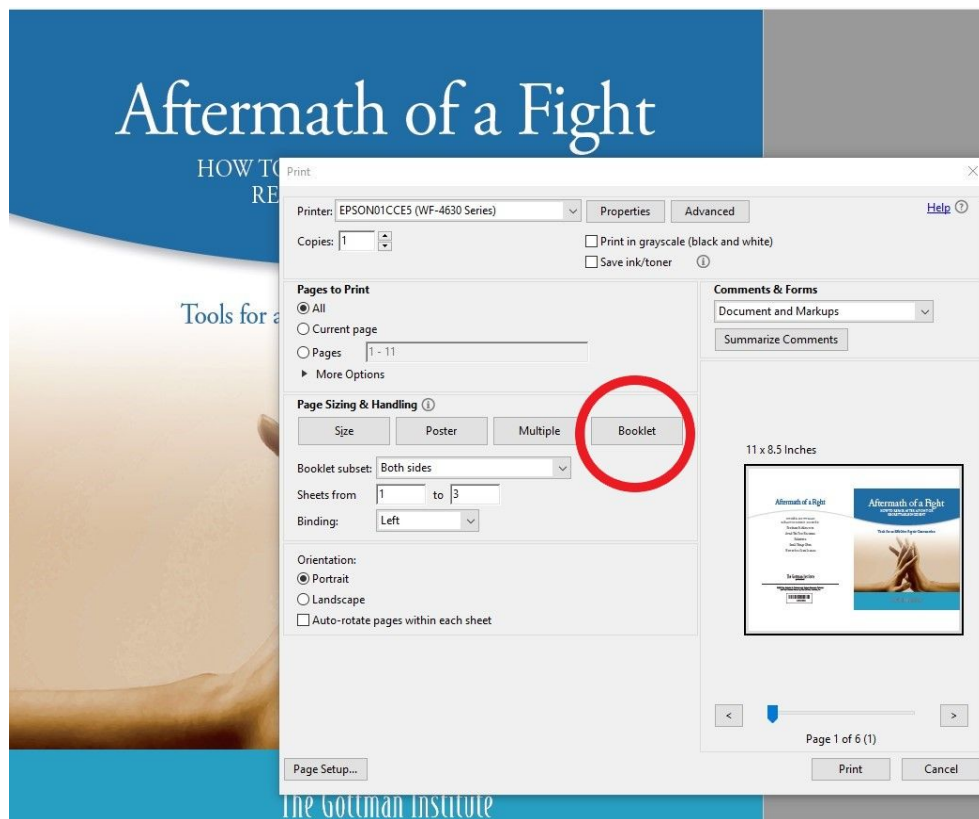 Aftermath of a Fight
HOW TO
RE
Tools for a
Print
Printer: EPSON01CCE5 (WF-4630 Series) Properties Advanced Help
Copies: 1
Print in grayscale (black and white)
Save ink/toner
Pages to Print
All
Current page
Pages 1 - 11
More Options
Comments & Forms
Document and Markups
Summarize Comments
Page Sizing & Handling
Size Poster Multiple Booklet
Booklet subset: Both sides
Sheets from 1 to 3
Binding: Left
Orientation:
Portrait
Landscape
Auto-rotate pages within each sheet
11 x 8.5 Inches
Aftermath of a Fight
Aftermath of a Fight
The Gottman Institute
< >
Page 1 of 6 (1)
Page Setup... Print Cancel
The Gottman Institute